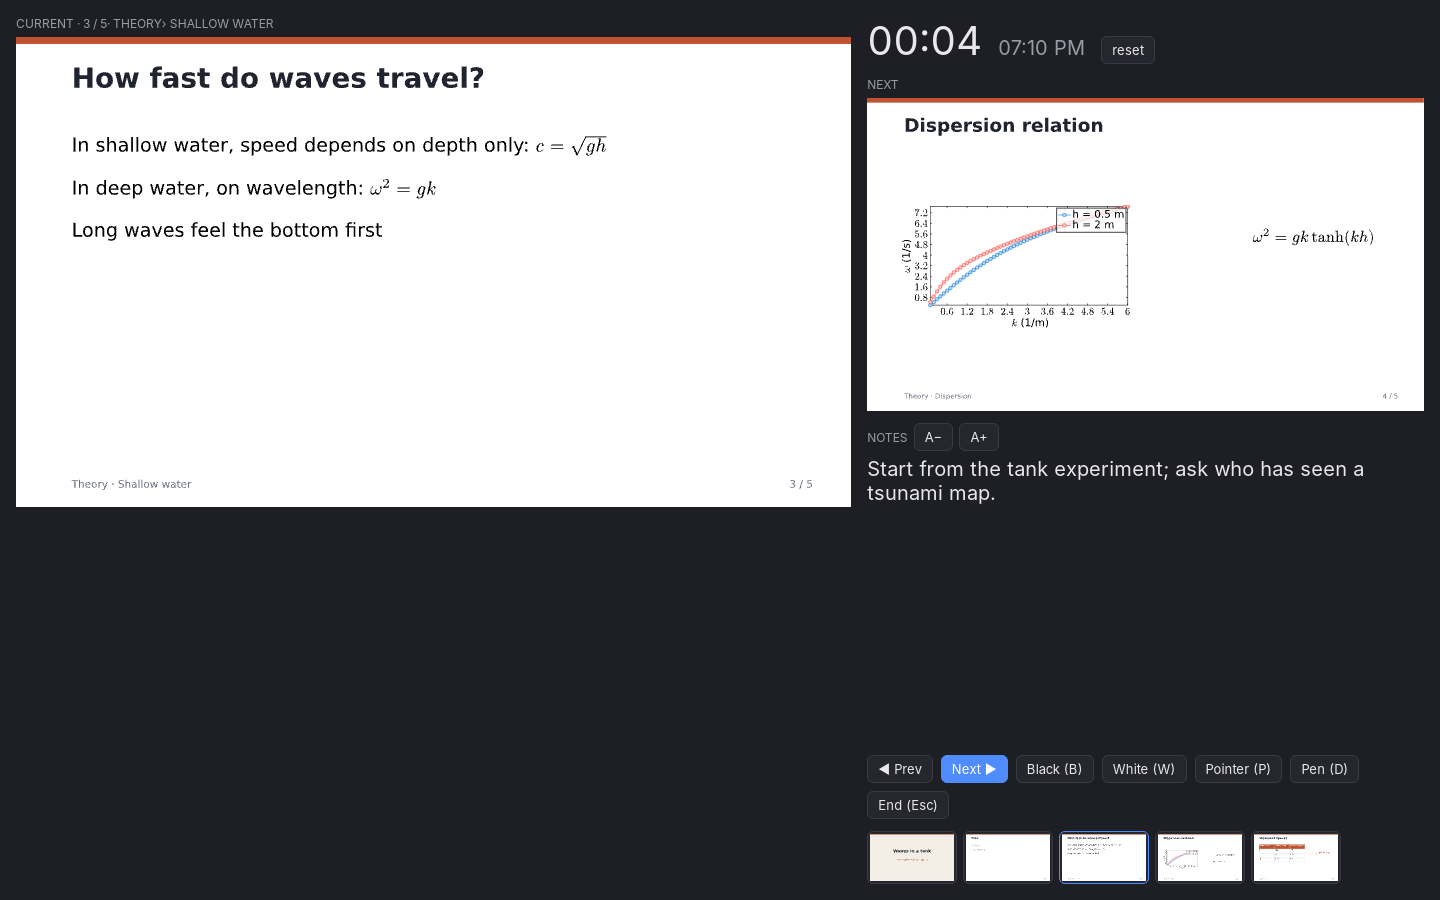 CURRENT · 3 / 5· THEORY› SHALLOW WATER
How fast do waves travel?
In shallow water, speed depends on depth only: c = √gh
In deep water, on wavelength: ω² = gk
Long waves feel the bottom first
Theory · Shallow water
3 / 5
00:04 07:10 PM reset
NEXT
Dispersion relation
7.2
6.4
5.6
4.8
4
3.2
2.4
1.6
0.8
ω (1/s)
h = 0.5 m
h = 2 m
0.6 1.2 1.8 2.4 3 3.6 4.2 4.8 5.4 6
k (1/m)
ω² = gk tanh(kh)
Theory · Dispersion
4 / 5
NOTES A− A+
Start from the tank experiment; ask who has seen a
tsunami map.
◀ Prev Next ▶ Black (B) White (W) Pointer (P) Pen (D)
End (Esc)
Waves in a tank